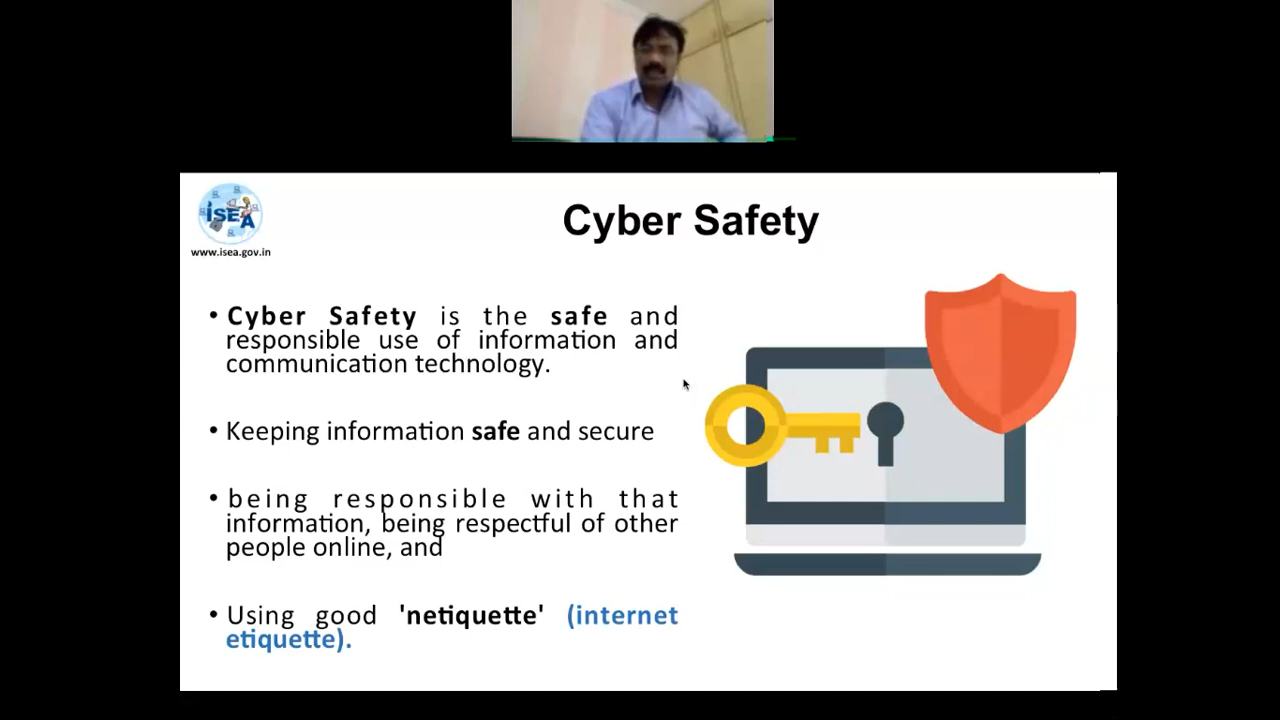 ISEA
www.isea.gov.in
Cyber Safety
• Cyber Safety is the safe and
responsible use of information and
communication technology.
• Keeping information safe and secure
• being responsible with that
information, being respectful of other
people online, and
• Using good 'netiquette' (internet
etiquette).